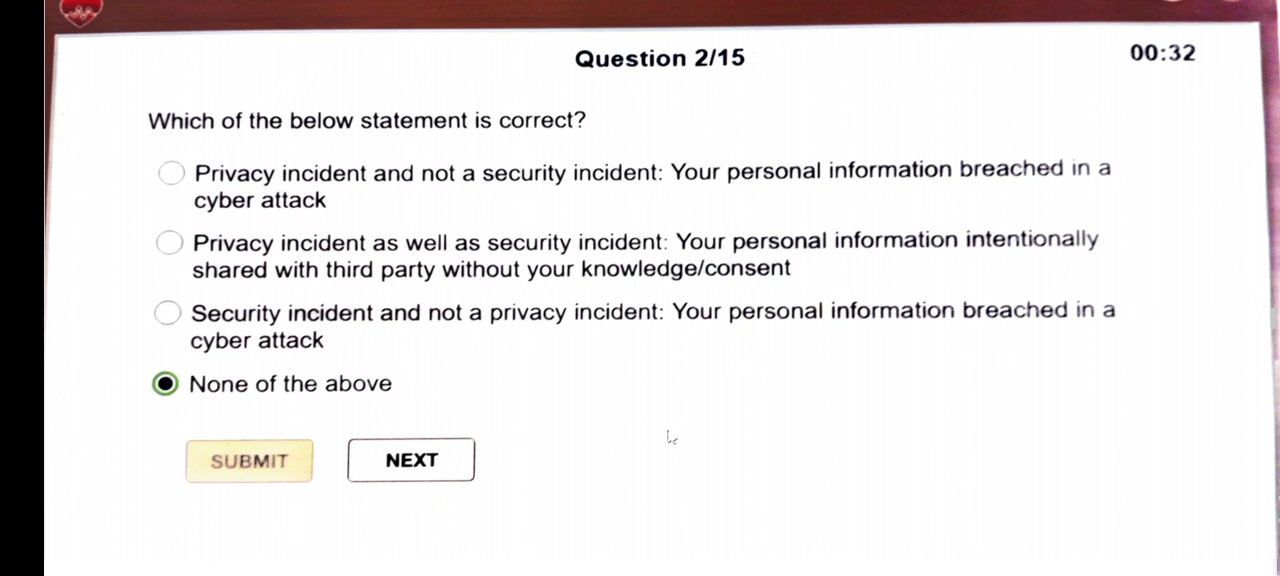 Question 2/15
00:32
Which of the below statement is correct?
Privacy incident and not a security incident: Your personal information breached in a
cyber attack
Privacy incident as well as security incident: Your personal information intentionally
shared with third party without your knowledge/consent
Security incident and not a privacy incident: Your personal information breached in a
cyber attack
None of the above
SUBMIT
NEXT